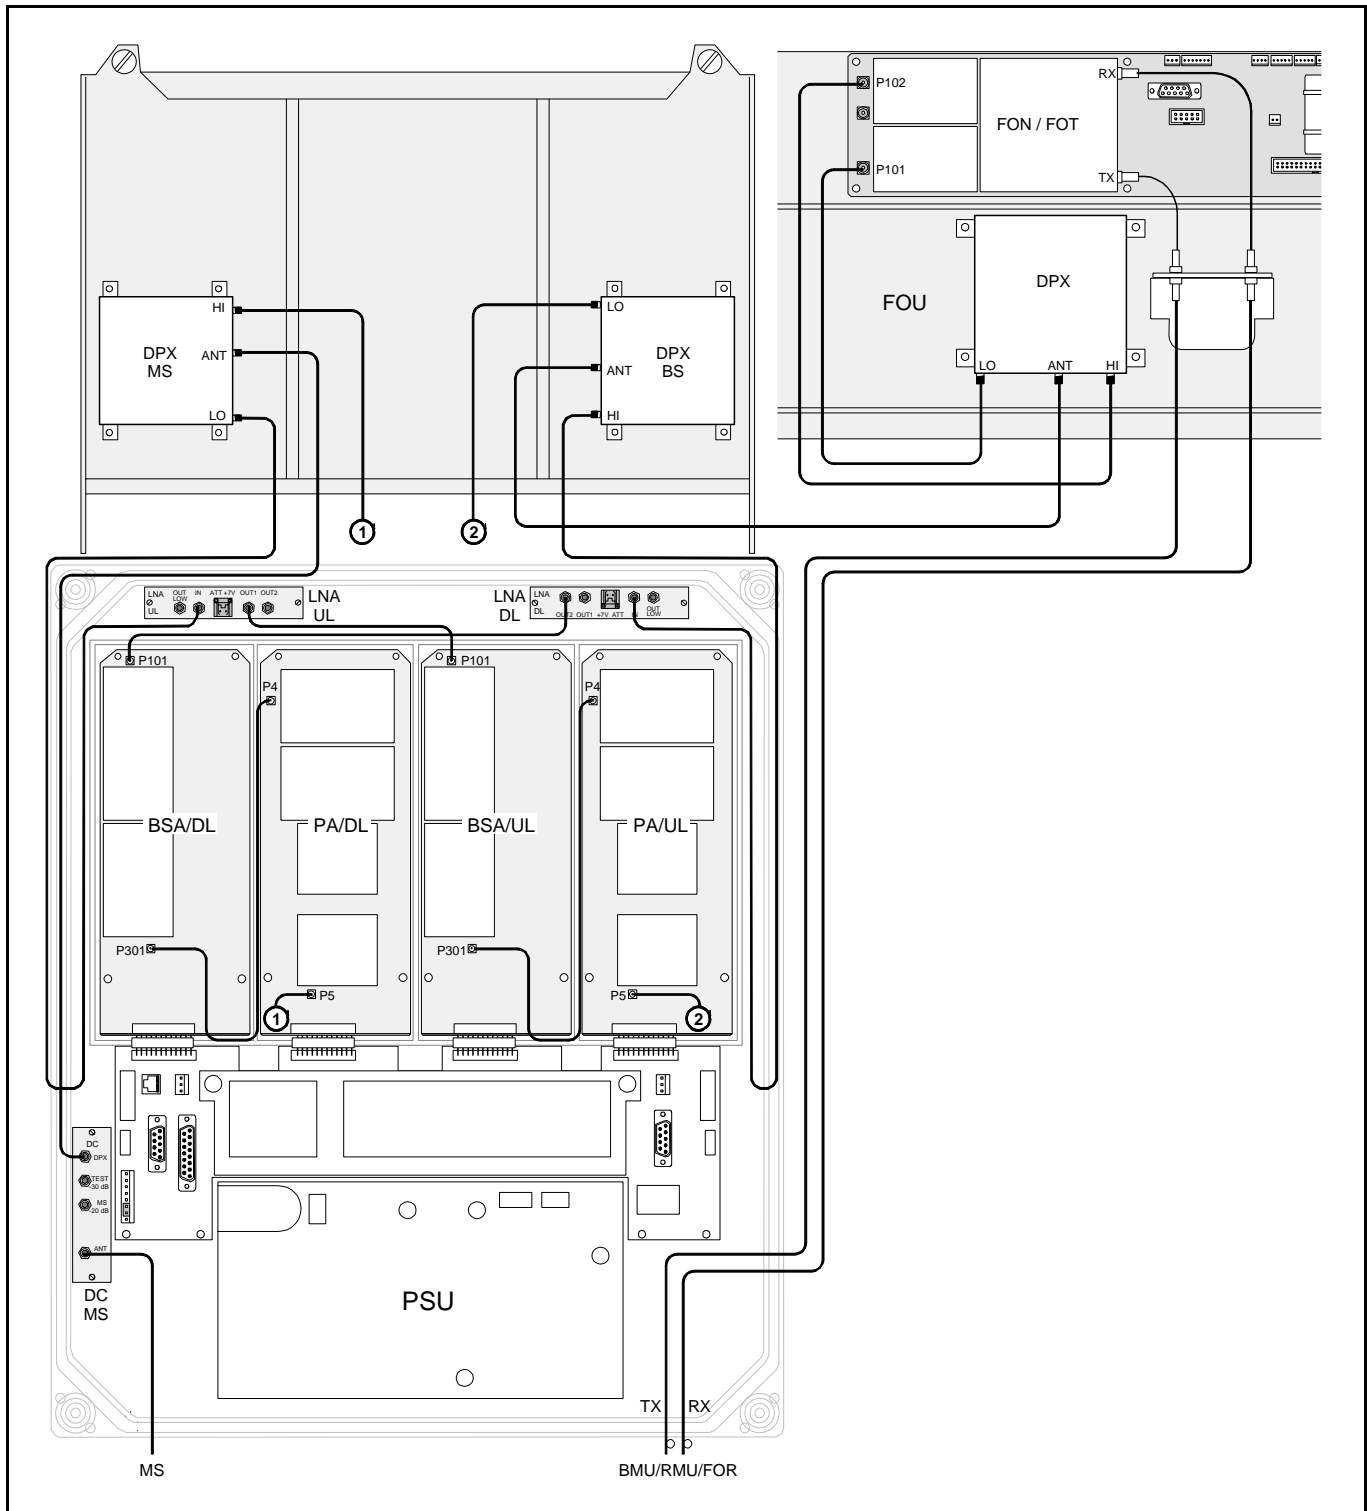 RX
P102
FON / FOT
P101
TX
DPX
FOU
HI
LO
DPX
MS
ANT
DPX
BS
ANT
LO
HI
LO
ANT
HI
1
2
LNA
UL
OUT
LOW
IN
ATT +7V
OUT1
OUT2
LNA
UL
LNA
DL
LNA
DL
OUT2
OUT1
+7V
ATT
IN
OUT
LOW
P101
P101
P4
P4
BSA/DL
PA/DL
BSA/UL
PA/UL
P301
P301
P5
P5
1
2
DC
DPX
TEST
-30 dB
MS
-20 dB
ANT
DC
MS
PSU
TX
RX
MS
BMU/RMU/FOR